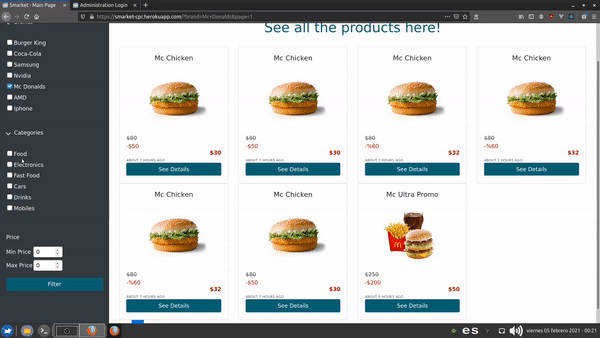 Smarket - Main Page
Administration Login
https://smarket-cpr.herokuapp.com/?brand=Mc+Donalds&page=1
See all the products here!
Burger King
Coca-Cola
Samsung
Nvidia
Mc Donalds
AMD
Iphone
Categories
Food
Electronics
Fast Food
Cars
Drinks
Mobiles
Price
Min Price 0
Max Price 0
Filter
Mc Chicken
$80
-$50
$30
ABOUT 7 HOURS AGO
See Details
Mc Chicken
$80
-$50
$30
ABOUT 7 HOURS AGO
See Details
Mc Chicken
$80
-%60
$32
ABOUT 7 HOURS AGO
See Details
Mc Chicken
$80
-%60
$32
ABOUT 7 HOURS AGO
See Details
Mc Chicken
$80
-%60
$32
ABOUT 7 HOURS AGO
See Details
Mc Chicken
$80
-$50
$30
ABOUT 7 HOURS AGO
See Details
Mc Ultra Promo
$250
-$200
$50
ABOUT 7 HOURS AGO
See Details
es
viernes 05 febrero 2021 - 00:21